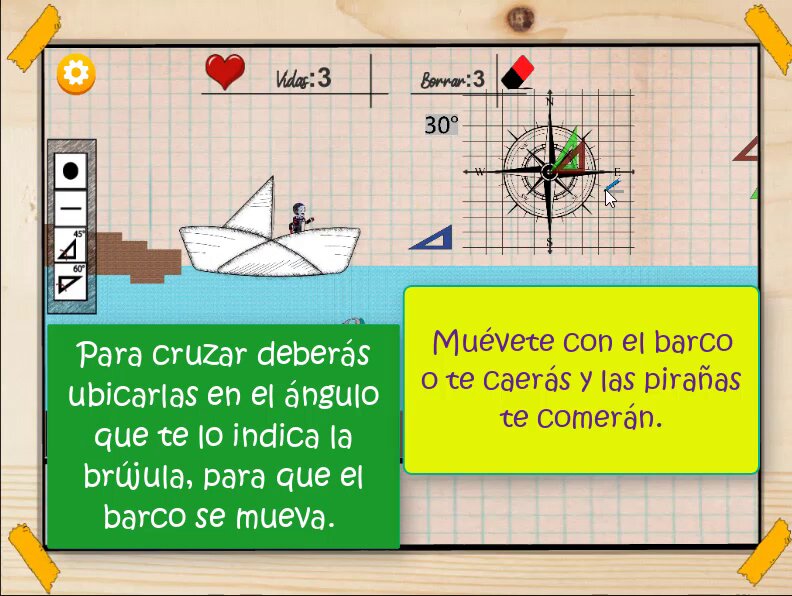 Vidas:3
Borrar:3
30°
N
W
E
S
45°
60°
Para cruzar deberás
ubicarlas en el ángulo
que te lo indica la
brújula, para que el
barco se mueva.
Muévete con el barco
o te caerás y las pirañas
te comerán.